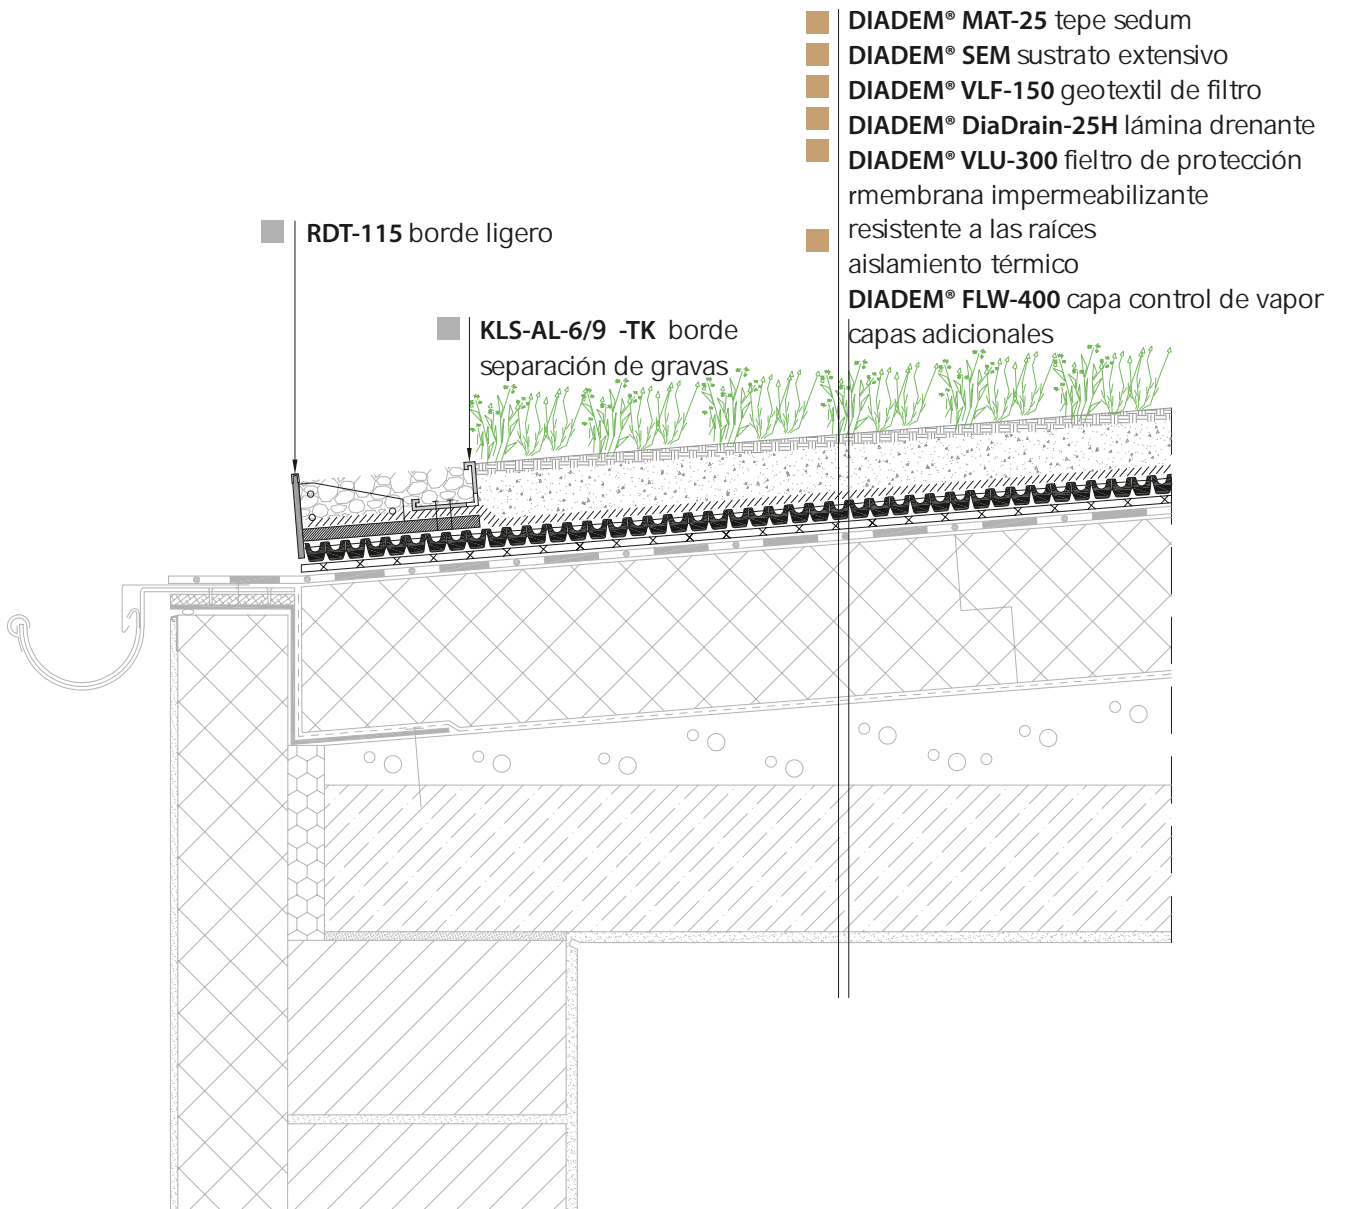 DIADEM® MAT-25 tepe sedum
DIADEM® SEM sustrato extensivo
DIADEM® VLF-150 geotextil de filtro
DIADEM® DiaDrain-25H lámina drenante
DIADEM® VLU-300 fieltro de protección
rmembrana impermeabilizante
resistente a las raíces
aislamiento térmico
DIADEM® FLW-400 capa control de vapor
capas adicionales
RDT-115 borde ligero
KLS-AL-6/9 -TK borde
separación de gravas